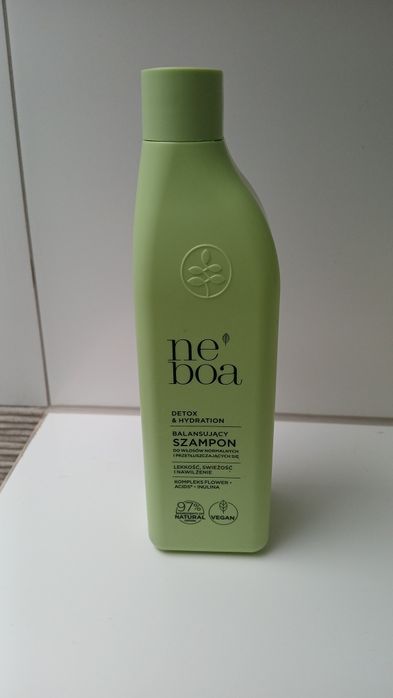 ne
boa
DETOX
& HYDRATION
BALANSUJĄCY
SZAMPON
DO WŁOSÓW NORMALNYCH
I PRZETŁUSZCZAJĄCYCH SIĘ
LEKKOŚĆ, ŚWIEŻOŚĆ
I NAWILŻENIE
KOMPLEKS FLOWER +
ACIDS* + INULINA
97%
NATURAL
VEGAN